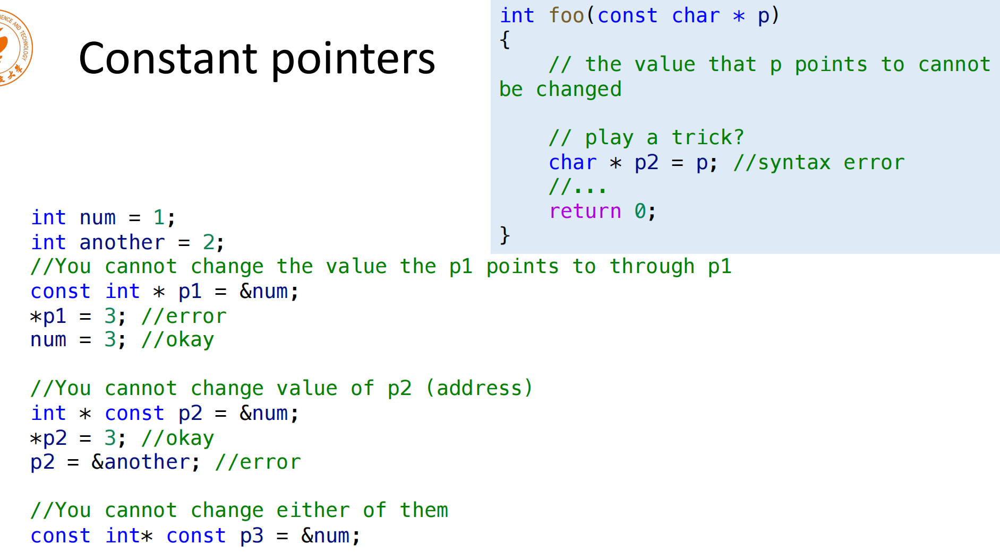 Constant pointers
int foo(const char * p)
{
    // the value that p points to cannot
be changed
    // play a trick?
    char * p2 = p; //syntax error
    //...
    return 0;
}
int num = 1;
int another = 2;
//You cannot change the value the p1 points to through p1
const int * p1 = &num;
*p1 = 3; //error
num = 3; //okay
//You cannot change value of p2 (address)
int * const p2 = &num;
*p2 = 3; //okay
p2 = &another; //error
//You cannot change either of them
const int* const p3 = &num;
AND TECHNOLOGY
大学